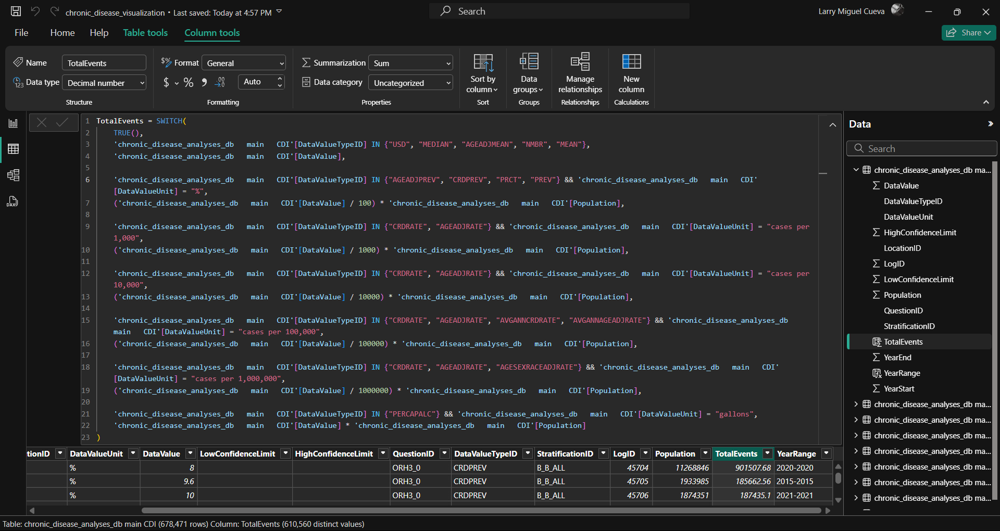 chronic_disease_visualization • Last saved: Today at 4:57 PM
Search
Larry Miguel Cueva
File
Home
Help
Table tools
Column tools
Share
Name
TotalEvents
Data type
Decimal number
Structure
Format
General
$ % , .00
Auto
Formatting
Summarization
Sum
Data category
Uncategorized
Properties
Sort by
column
Sort
Data
groups
Groups
Manage
relationships
Relationships
New
column
Calculations
1 TotalEvents = SWITCH(
2 TRUE(),
3 'chronic_disease_analyses_db   main   CDI'[DataValueTypeID] IN {"USD", "MEDIAN", "AGEADJMEAN", "NMBR", "MEAN"},
4 'chronic_disease_analyses_db   main   CDI'[DataValue],
5
6 'chronic_disease_analyses_db   main   CDI'[DataValueTypeID] IN {"AGEADJPREV", "CRDPREV", "PRCT", "PREV"} && 'chronic_disease_analyses_db   main   CDI'
[DataValueUnit] = "%",
7 ('chronic_disease_analyses_db   main   CDI'[DataValue] / 100) * 'chronic_disease_analyses_db   main   CDI'[Population],
8
9 'chronic_disease_analyses_db   main   CDI'[DataValueTypeID] IN {"CRDRATE", "AGEADJRATE"} && 'chronic_disease_analyses_db   main   CDI'[DataValueUnit] = "cases per
1,000",
10 ('chronic_disease_analyses_db   main   CDI'[DataValue] / 1000) * 'chronic_disease_analyses_db   main   CDI'[Population],
11
12 'chronic_disease_analyses_db   main   CDI'[DataValueTypeID] IN {"CRDRATE", "AGEADJRATE"} && 'chronic_disease_analyses_db   main   CDI'[DataValueUnit] = "cases per
10,000",
13 ('chronic_disease_analyses_db   main   CDI'[DataValue] / 10000) * 'chronic_disease_analyses_db   main   CDI'[Population],
14
15 'chronic_disease_analyses_db   main   CDI'[DataValueTypeID] IN {"CRDRATE", "AGEADJRATE", "AVGANNCRDRATE", "AVGANNAGEADJRATE"} && 'chronic_disease_analyses_db
main   CDI'[DataValueUnit] = "cases per 100,000",
16 ('chronic_disease_analyses_db   main   CDI'[DataValue] / 100000) * 'chronic_disease_analyses_db   main   CDI'[Population],
17
18 'chronic_disease_analyses_db   main   CDI'[DataValueTypeID] IN {"CRDRATE", "AGEADJRATE", "AGESEXRACEADJRATE"} && 'chronic_disease_analyses_db   main   CDI'
[DataValueUnit] = "cases per 1,000,000",
19 ('chronic_disease_analyses_db   main   CDI'[DataValue] / 1000000) * 'chronic_disease_analyses_db   main   CDI'[Population],
20
21 'chronic_disease_analyses_db   main   CDI'[DataValueTypeID] IN {"PERCAPALC"} && 'chronic_disease_analyses_db   main   CDI'[DataValueUnit] = "gallons",
22 'chronic_disease_analyses_db   main   CDI'[DataValue] * 'chronic_disease_analyses_db   main   CDI'[Population]
23 )
tionID DataValueUnit DataValue LowConfidenceLimit HighConfidenceLimit QuestionID DataValueTypeID StratificationID LogID Population TotalEvents YearRange
% 8 ORH3_0 CRDPREV B_B_ALL 45704 11268846 901507.68 2020-2020
% 9.6 ORH3_0 CRDPREV B_B_ALL 45705 1933985 185662.56 2015-2015
% 10 ORH3_0 CRDPREV B_B_ALL 45706 1874351 187435.1 2021-2021
Data
Search
chronic_disease_analyses_db ma...
DataValue
DataValueTypeID
DataValueUnit
HighConfidenceLimit
LocationID
LogID
LowConfidenceLimit
Population
QuestionID
StratificationID
TotalEvents
YearEnd
YearRange
YearStart
chronic_disease_analyses_db ma...
chronic_disease_analyses_db ma...
chronic_disease_analyses_db ma...
chronic_disease_analyses_db ma...
chronic_disease_analyses_db ma...
chronic_disease_analyses_db ma...
chronic_disease_analyses_db ma...
Table: chronic_disease_analyses_db main CDI (678,471 rows) Column: TotalEvents (610,560 distinct values)